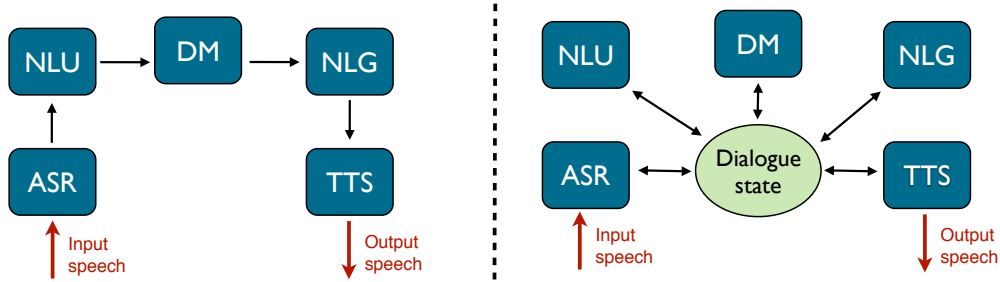 NLU
DM
NLG
ASR
TTS
Input
speech
Output
speech
NLU
DM
NLG
ASR
Dialogue
state
TTS
Input
speech
Output
speech